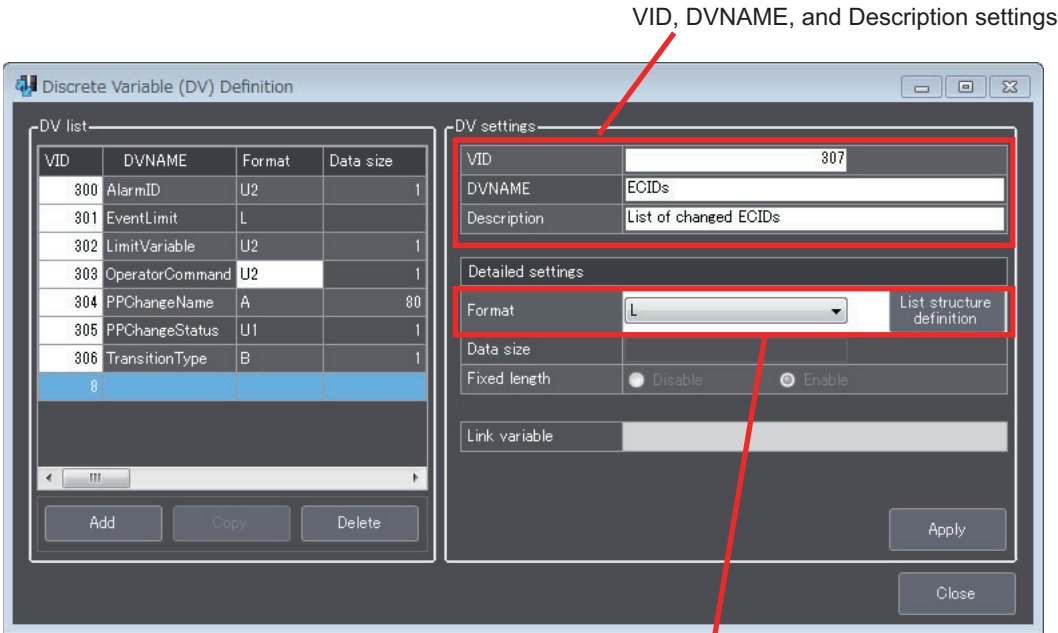 VID, DVNAME, and Description settings
Discrete Variable (DV) Definition
DV list
VID DVNAME Format Data size
300 AlarmID U2 1
301 EventLimit L
302 LimitVariable U2 1
303 OperatorCommand U2 1
304 PPChangeName A 80
305 PPChangeStatus U1 1
306 TransitionType B 1
8
Add Copy Delete
DV settings
VID 307
DVNAME ECIDs
Description List of changed ECIDs
Detailed settings
Format L List structure
definition
Data size
Fixed length Disable Enable
Link variable
Apply
Close